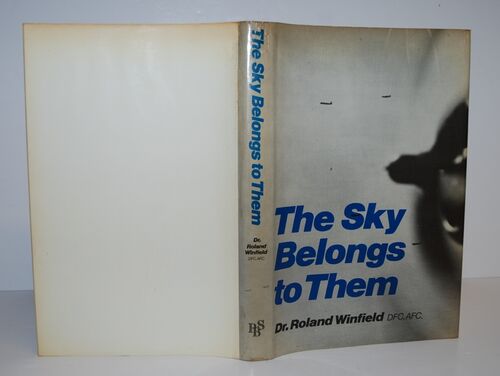 The Sky Belongs to Them
Dr.
Roland
Winfield
DFC, AFC.
PBS
The Sky
Belongs
to Them
Dr. Roland Winfield DFC, AFC.